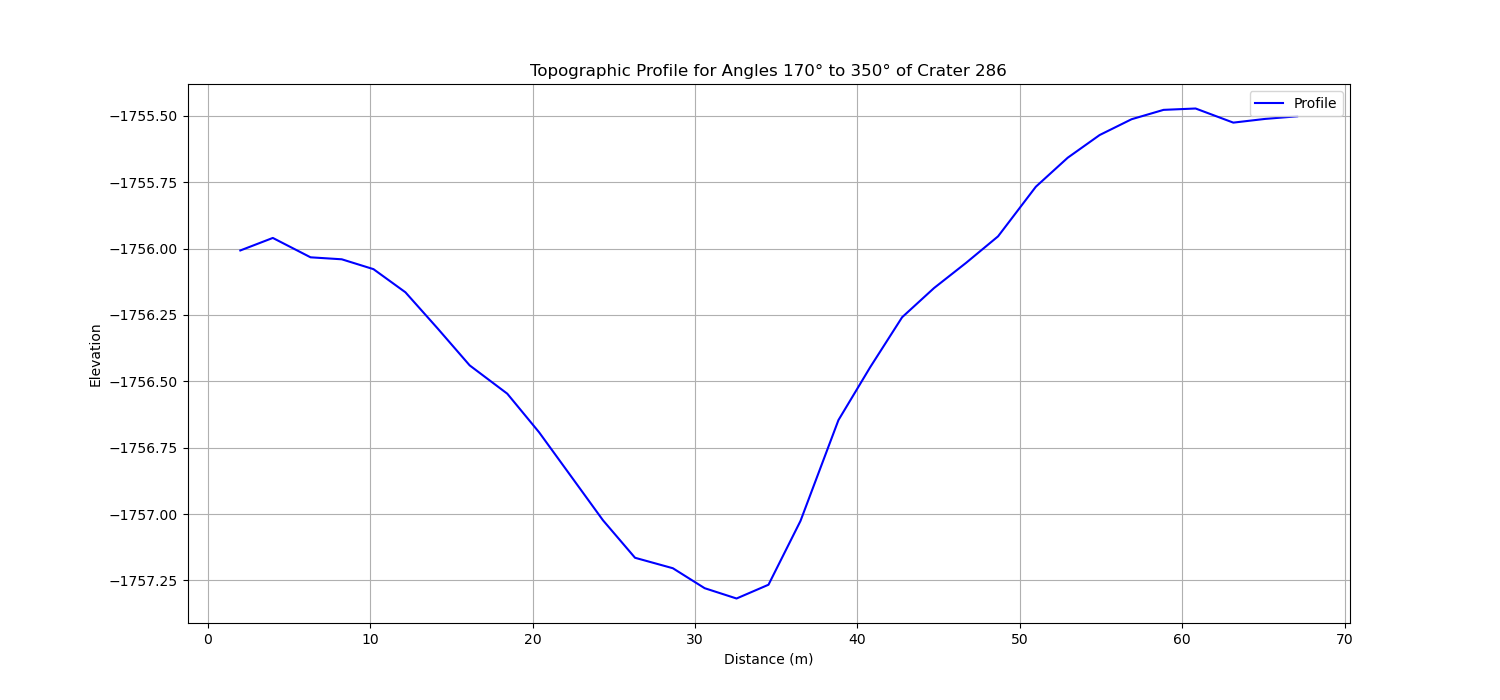 Topographic Profile for Angles 170° to 350° of Crater 286
Profile
−1755.50
−1755.75
−1756.00
−1756.25
−1756.50
−1756.75
−1757.00
−1757.25
Elevation
0 10 20 30 40 50 60 70
Distance (m)